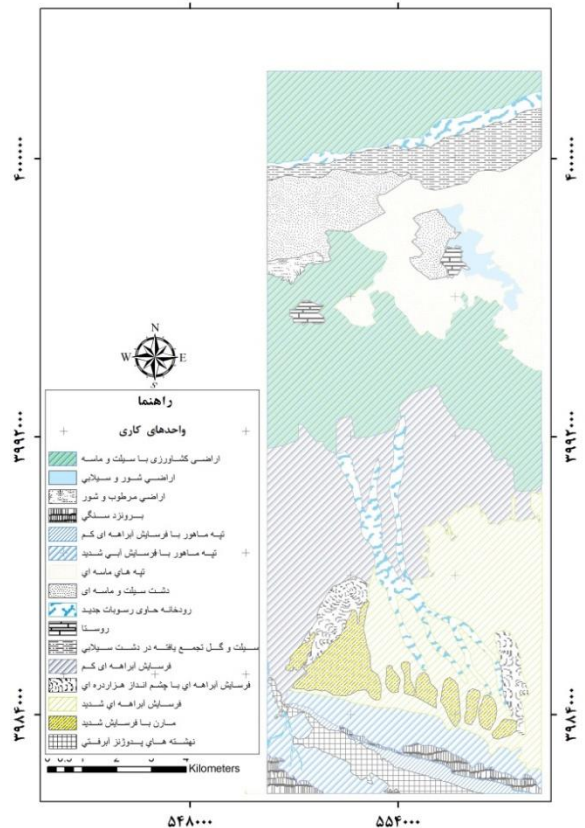 N
W E
S
راهنما
واحدهای کاری
اراضی کشاورزی با سیلت و ماسه
اراضی شور و سیلابی
اراضی مرطوب و شور
برونزد سنگی
تپه ماهور با فرسایش آبراهه ای کم
تپه ماهور با فرسایش آبی شدید
تپه های ماسه ای
دشت سیلت و ماسه ای
رودخانه حاوی رسوبات جدید
روستا
سیلت و گل تجمع یافته در دشت سیلابی
فرسایش آبراهه ای کم
فرسایش آبراهه ای با چشم انداز هزاردره ای
فرسایش آبراهه ای شدید
مارن با فرسایش شدید
نهشته های پدوژنز آبرفتی
Kilometers
۴۰۰۰۰۰۰ ۴۰۰۰۰۰۰
۳۹۹۲۰۰۰ ۳۹۹۲۰۰۰
۳۹۸۴۰۰۰ ۳۹۸۴۰۰۰
۵۴۸۰۰۰ ۵۵۴۰۰۰